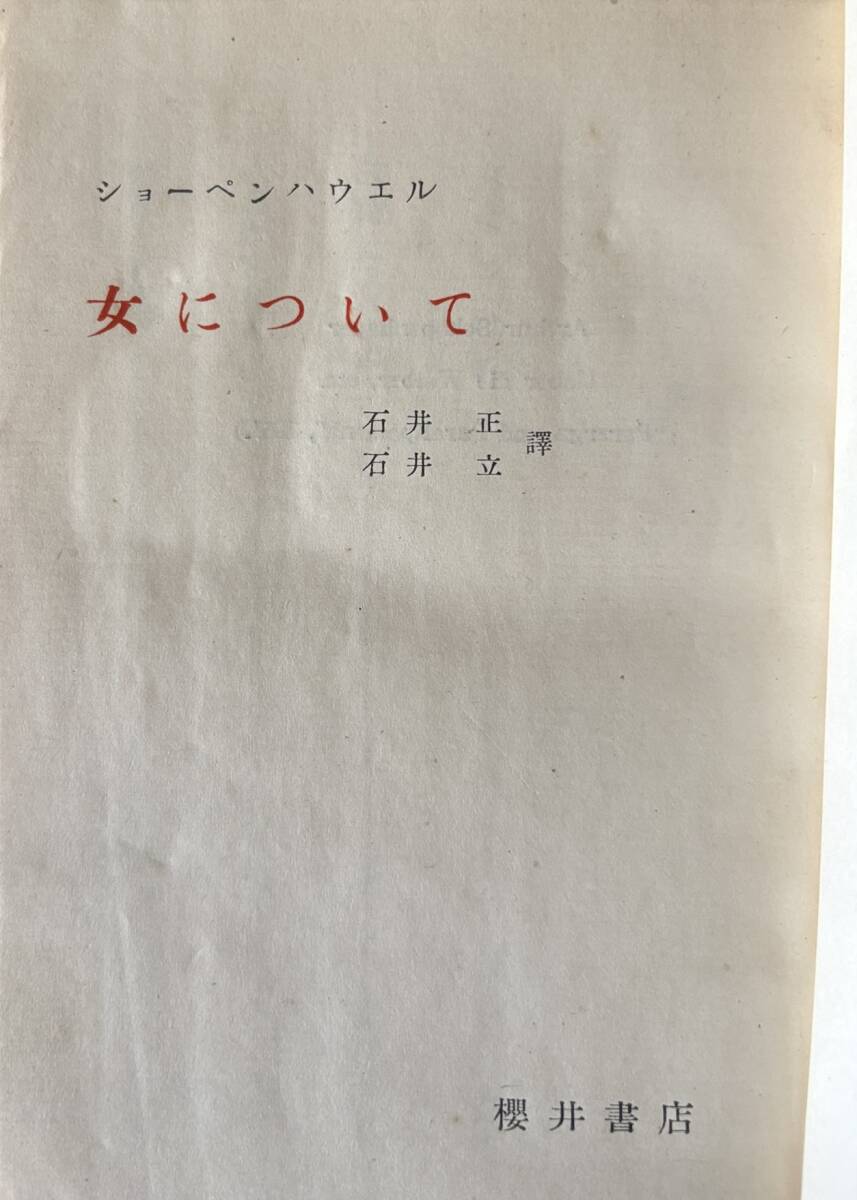 ショーペンハウエル
女について
石井 正
石井 立
譯
櫻井書店